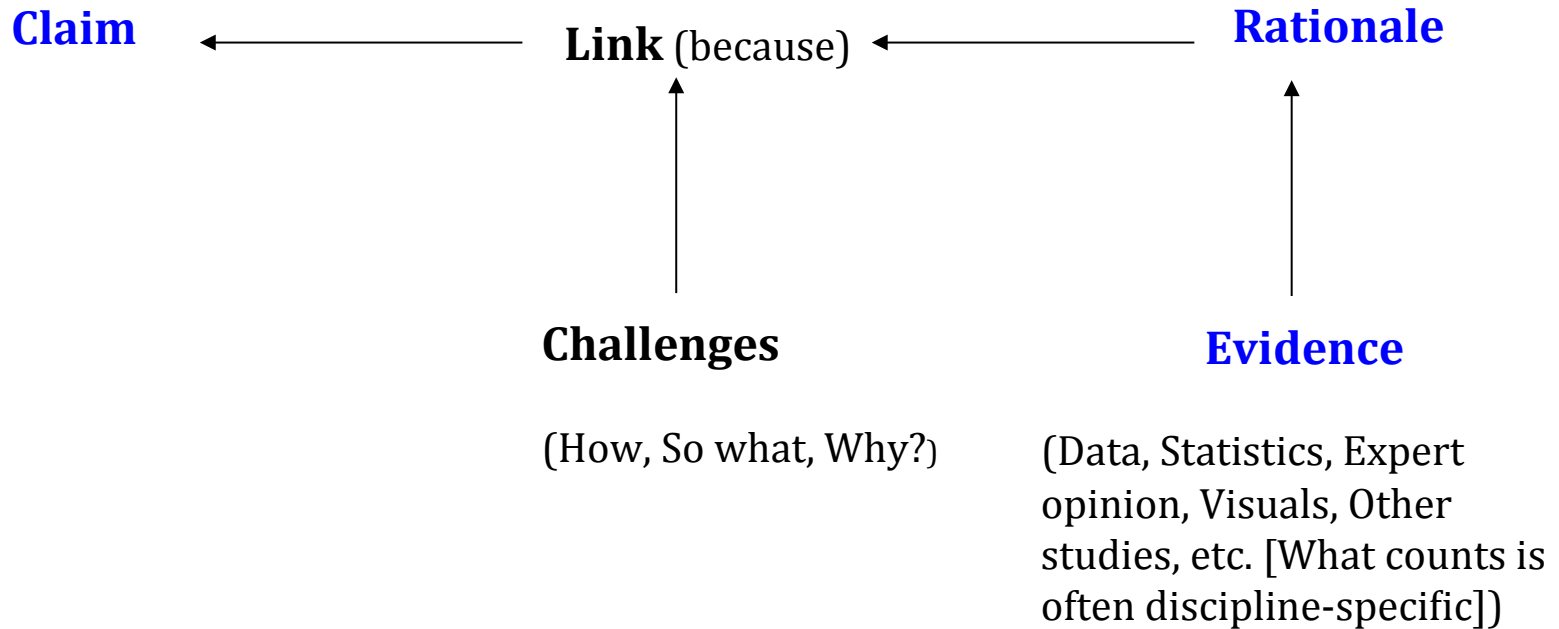 Claim
Link (because)
Rationale
Challenges
Evidence
(How, So what, Why?)
(Data, Statistics, Expert
opinion, Visuals, Other
studies, etc. [What counts is
often discipline-specific])